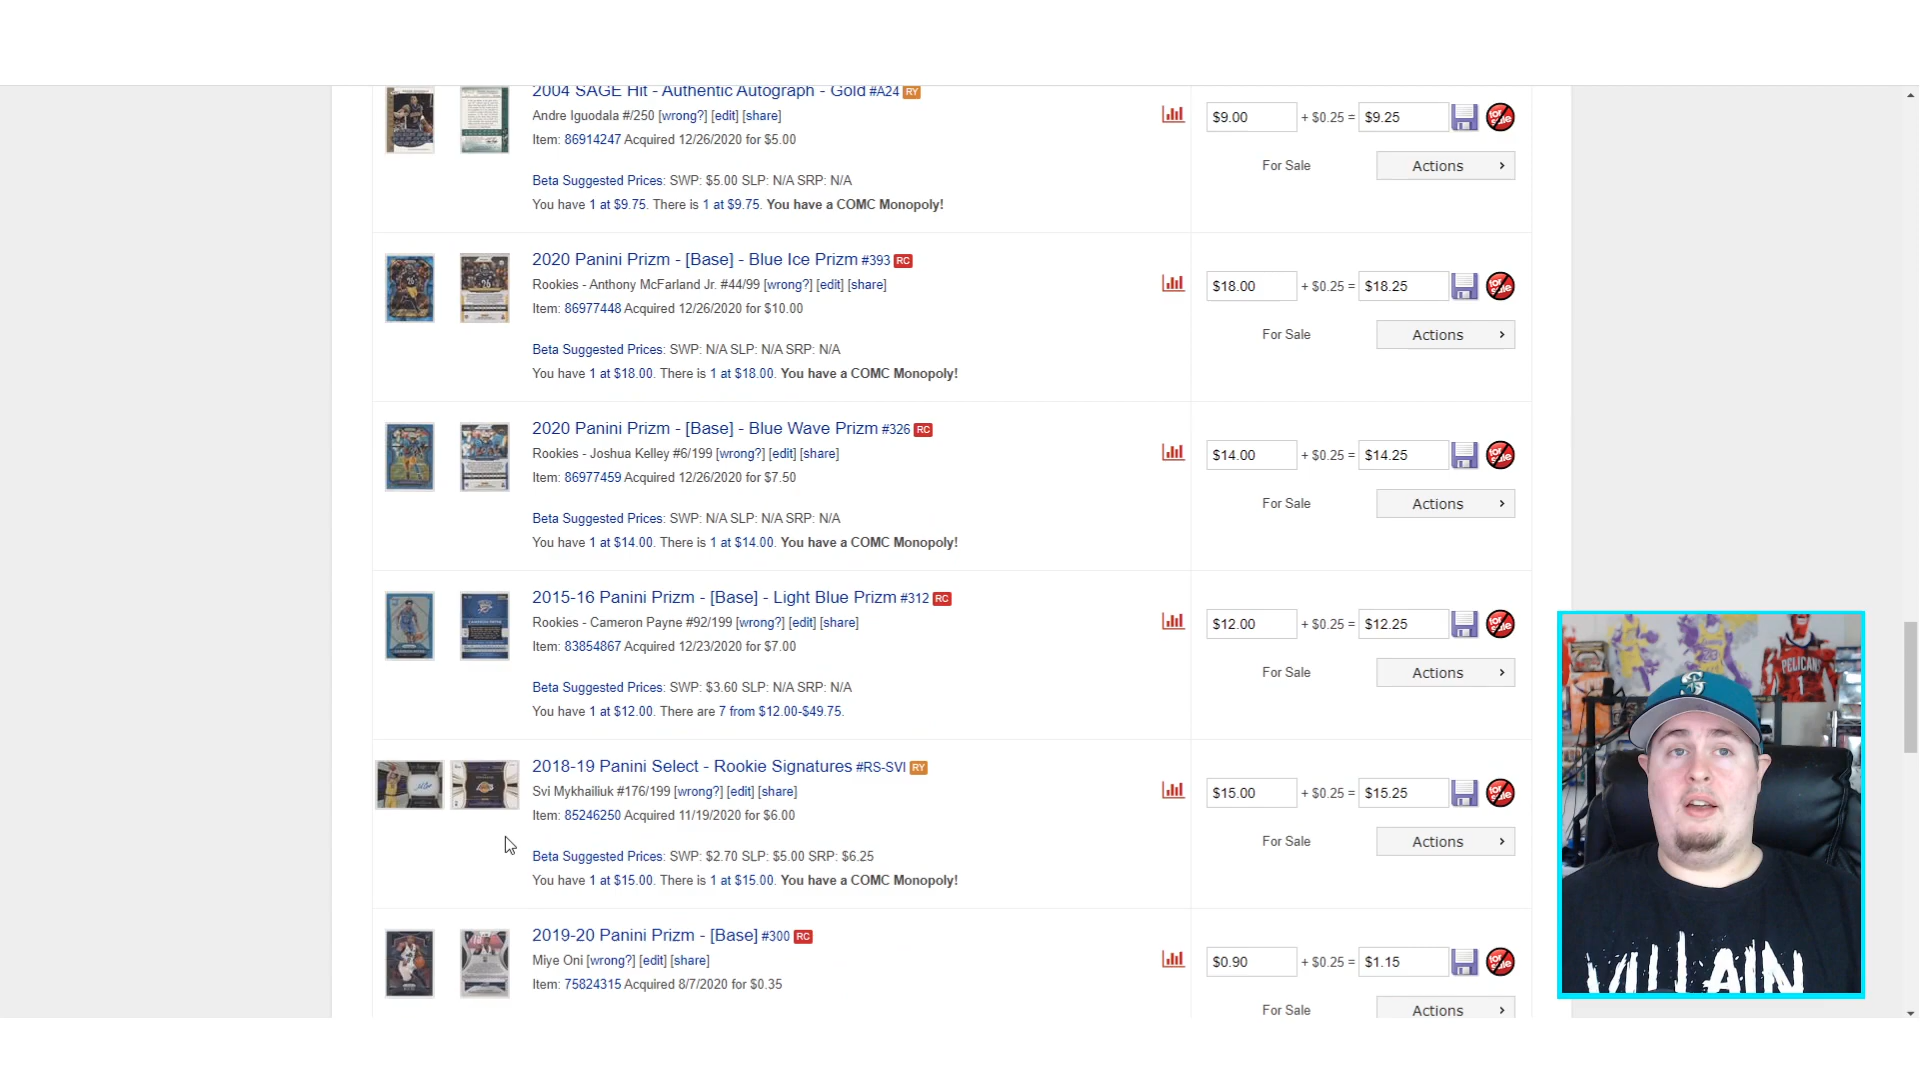 2004 SAGE Hit - Authentic Autograph - Gold #A24 RY
Andre Iguodala #/250 [wrong?] [edit] [share]
Item: 86914247 Acquired 12/26/2020 for $5.00
Beta Suggested Prices: SWP: $5.00 SLP: N/A SRP: N/A
You have 1 at $9.75. There is 1 at $9.75. You have a COMC Monopoly!
$9.00 + $0.25 = $9.25
For Sale Actions
2020 Panini Prizm - [Base] - Blue Ice Prizm #393 RC
Rookies - Anthony McFarland Jr. #44/99 [wrong?] [edit] [share]
Item: 86977448 Acquired 12/26/2020 for $10.00
Beta Suggested Prices: SWP: N/A SLP: N/A SRP: N/A
You have 1 at $18.00. There is 1 at $18.00. You have a COMC Monopoly!
$18.00 + $0.25 = $18.25
For Sale Actions
2020 Panini Prizm - [Base] - Blue Wave Prizm #326 RC
Rookies - Joshua Kelley #6/199 [wrong?] [edit] [share]
Item: 86977459 Acquired 12/26/2020 for $7.50
Beta Suggested Prices: SWP: N/A SLP: N/A SRP: N/A
You have 1 at $14.00. There is 1 at $14.00. You have a COMC Monopoly!
$14.00 + $0.25 = $14.25
For Sale Actions
2015-16 Panini Prizm - [Base] - Light Blue Prizm #312 RC
Rookies - Cameron Payne #92/199 [wrong?] [edit] [share]
Item: 83854867 Acquired 12/23/2020 for $7.00
Beta Suggested Prices: SWP: $3.60 SLP: N/A SRP: N/A
You have 1 at $12.00. There are 7 from $12.00-$49.75.
$12.00 + $0.25 = $12.25
For Sale Actions
2018-19 Panini Select - Rookie Signatures #RS-SVI RY
Svi Mykhailiuk #176/199 [wrong?] [edit] [share]
Item: 85246250 Acquired 11/19/2020 for $6.00
Beta Suggested Prices: SWP: $2.70 SLP: $5.00 SRP: $6.25
You have 1 at $15.00. There is 1 at $15.00. You have a COMC Monopoly!
$15.00 + $0.25 = $15.25
For Sale Actions
2019-20 Panini Prizm - [Base] #300 RC
Miye Oni [wrong?] [edit] [share]
Item: 75824315 Acquired 8/7/2020 for $0.35
$0.90 + $0.25 = $1.15
For Sale Actions
PELICANS
1
VILLAIN